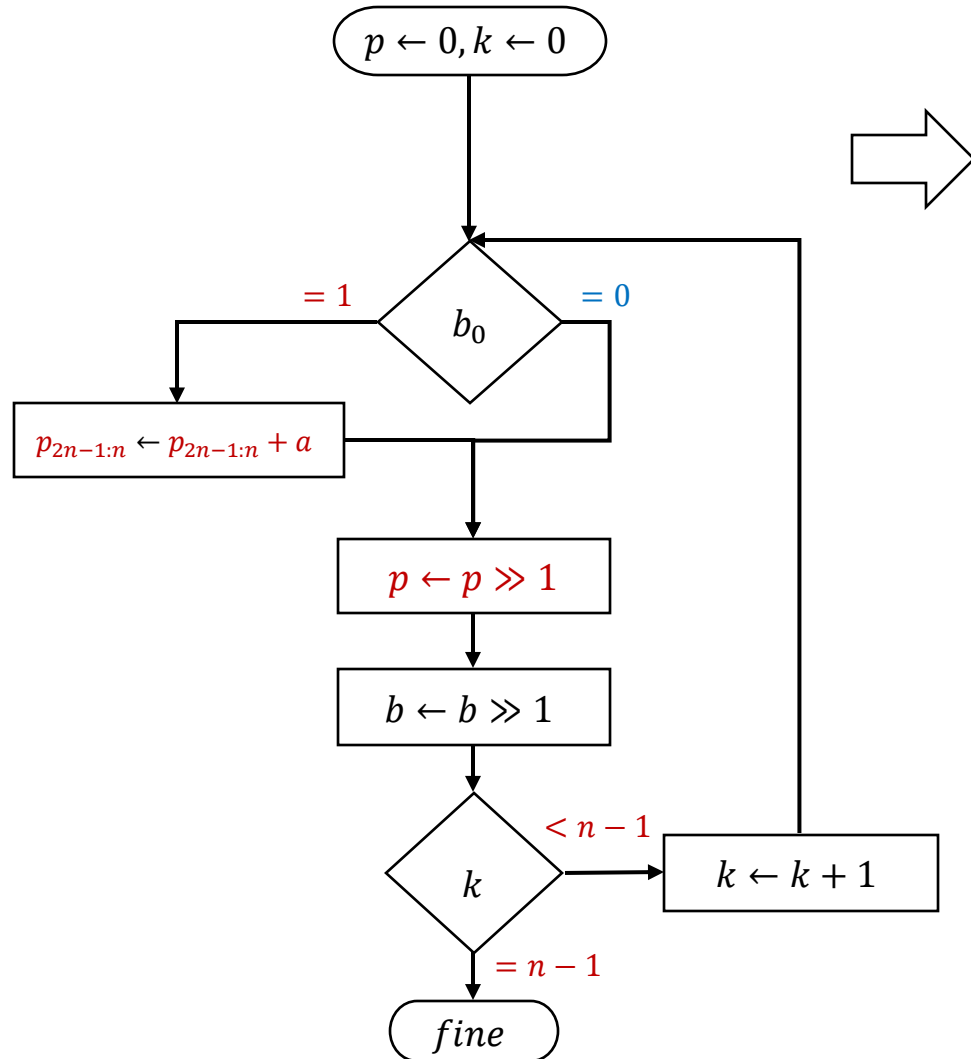 p ← 0, k ← 0
= 1
= 0
b₀
p₂ₙ₋₁:ₙ ← p₂ₙ₋₁:ₙ + a
p ← p ≫ 1
b ← b ≫ 1
< n − 1
k
k ← k + 1
= n − 1
fine